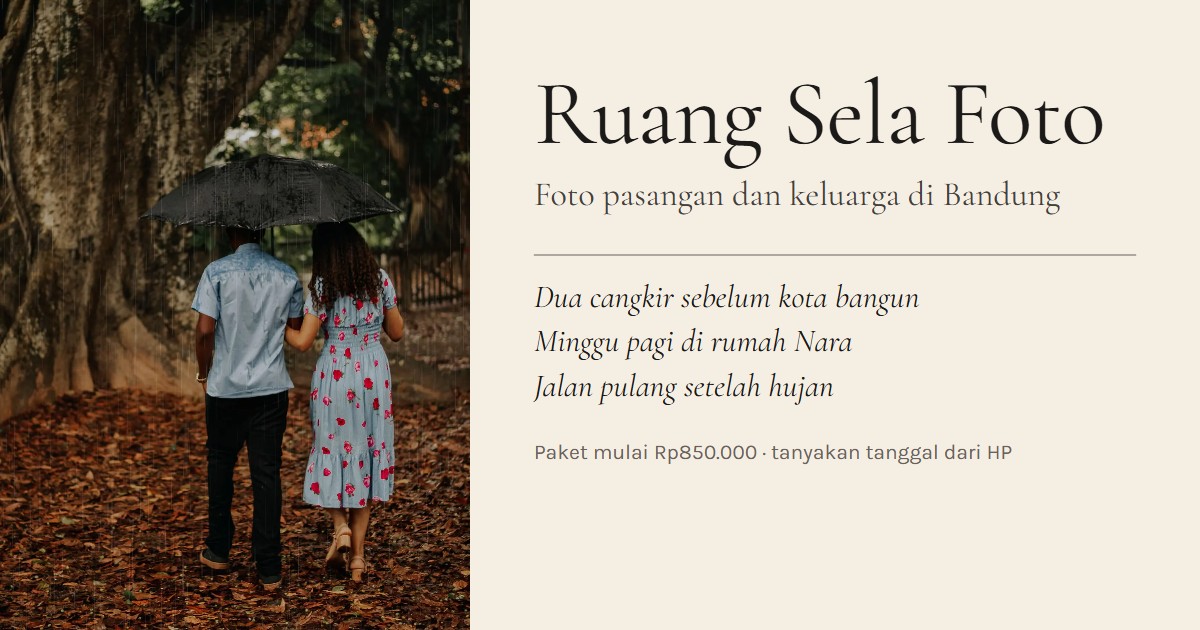 Ruang Sela Foto
Foto pasangan dan keluarga di Bandung
Dua cangkir sebelum kota bangun
Minggu pagi di rumah Nara
Jalan pulang setelah hujan
Paket mulai Rp850.000 · tanyakan tanggal dari HP